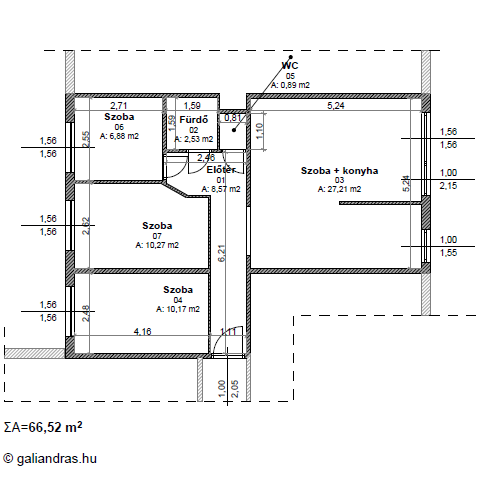 WC
05
A: 0,89 m2
2,71
1,59
0,81
5,24
Szoba
06
A: 6,88 m2
Fürdő
02
A: 2,53 m2
1,59
1,10
2,55
1,56
1,56
1,56
1,56
2,46
Előtér
01
A: 8,57 m2
Szoba + konyha
03
A: 27,21 m2
5,24
1,00
2,15
1,56
1,56
2,62
Szoba
07
A: 10,27 m2
6,21
1,00
1,55
Szoba
04
A: 10,17 m2
1,56
1,56
2,48
4,16
1,11
1,00
2,05
ΣA=66,52 m²
© galiandras.hu